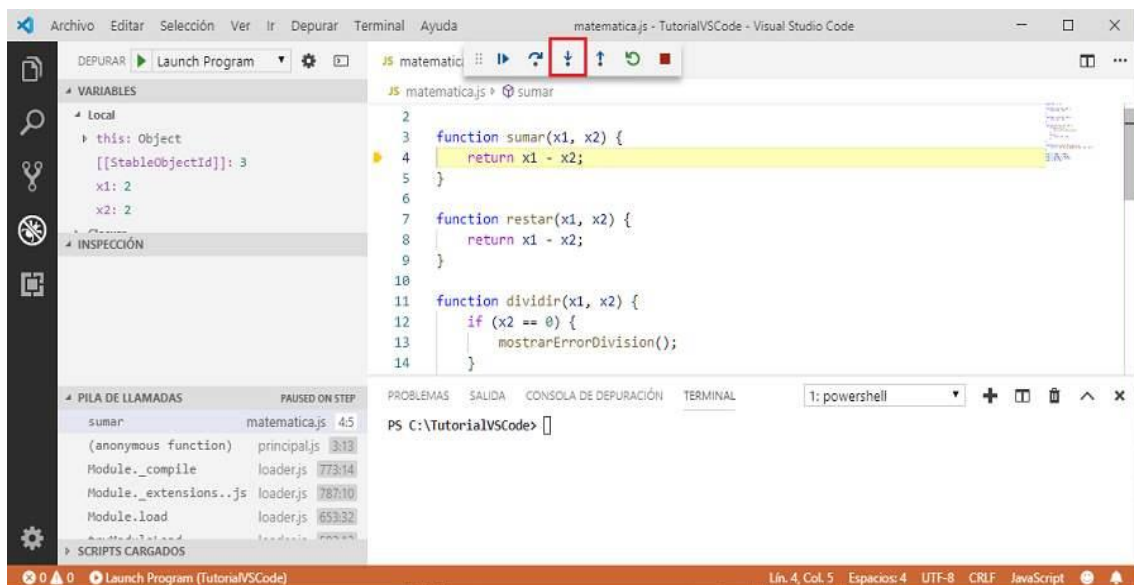 Archivo Editar Selección Ver Ir Depurar Terminal Ayuda matematica.js - TutorialVSCode - Visual Studio Code
DEPURAR Launch Program
VARIABLES
Local
this: Object
[[StableObjectId]]: 3
x1: 2
x2: 2
INSPECCIÓN
PILA DE LLAMADAS PAUSED ON STEP
sumar matematica.js 4:5
(anonymous function) principal.js 3:13
Module._compile loader.js 773:14
Module._extensions..js loader.js 787:10
Module.load loader.js 653:32
SCRIPTS CARGADOS
JS matematic
JS matematica.js sumar
2
3 function sumar(x1, x2) {
4 return x1 - x2;
5 }
6
7 function restar(x1, x2) {
8 return x1 - x2;
9 }
10
11 function dividir(x1, x2) {
12 if (x2 == 0) {
13 mostrarErrorDivision();
14 }
PROBLEMAS SALIDA CONSOLA DE DEPURACIÓN TERMINAL 1: powershell
PS C:\TutorialVSCode>
0 0 Launch Program (TutorialVSCode) Lín. 4, Col. 5 Espacios: 4 UTF-8 CRLF JavaScript